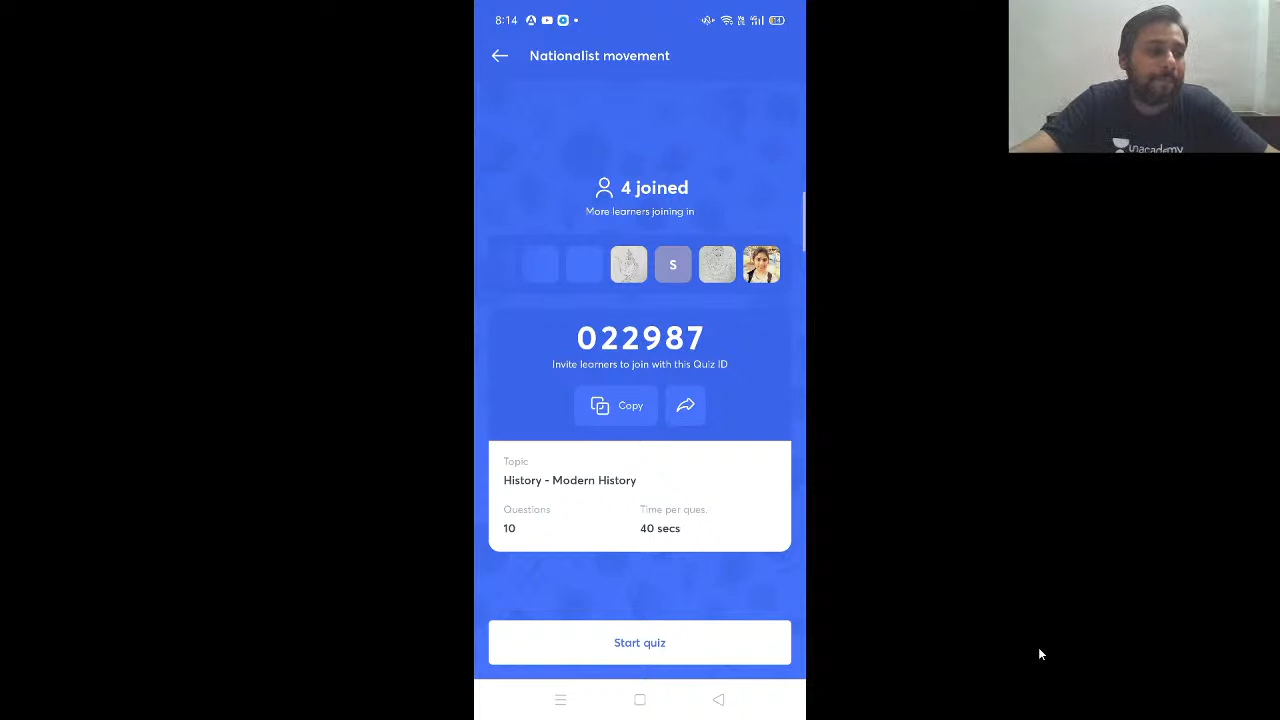 8:14
Nationalist movement
4 joined
More learners joining in
S
022987
Invite learners to join with this Quiz ID
Copy
Topic
History - Modern History
Questions
Time per ques.
10
40 secs
Start quiz
unacademy